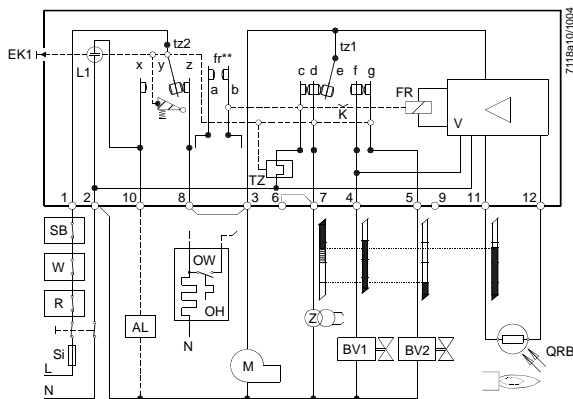 7118a10/1004
EK1
L1
tz2
x y z
fr**
a b
tz1
c d e f g
K
FR
V
TZ
1 2 10 8 3 6 7 4 5 9 11 12
SB
W
R
Si
L
N
AL
OW
OH
N
M
Z
BV1
BV2
QRB